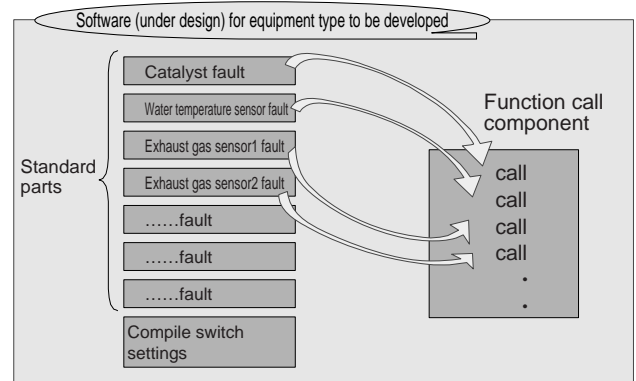 Software (under design) for equipment type to be developed
Catalyst fault
Water temperature sensor fault
Exhaust gas sensor1 fault
Exhaust gas sensor2 fault
……fault
……fault
……fault
Compile switch
settings
Standard
parts
Function call
component
call
call
call
call
.
.